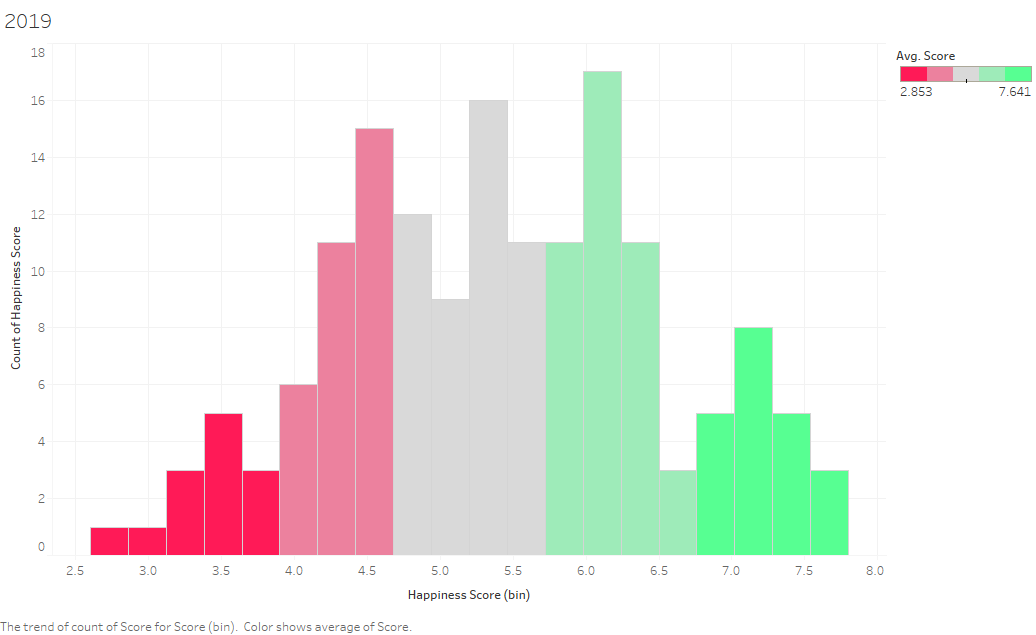 2019
Avg. Score
2.853 7.641
Count of Happiness Score
18
16
14
12
10
8
6
4
2
0
2.5 3.0 3.5 4.0 4.5 5.0 5.5 6.0 6.5 7.0 7.5 8.0
Happiness Score (bin)
The trend of count of Score for Score (bin). Color shows average of Score.